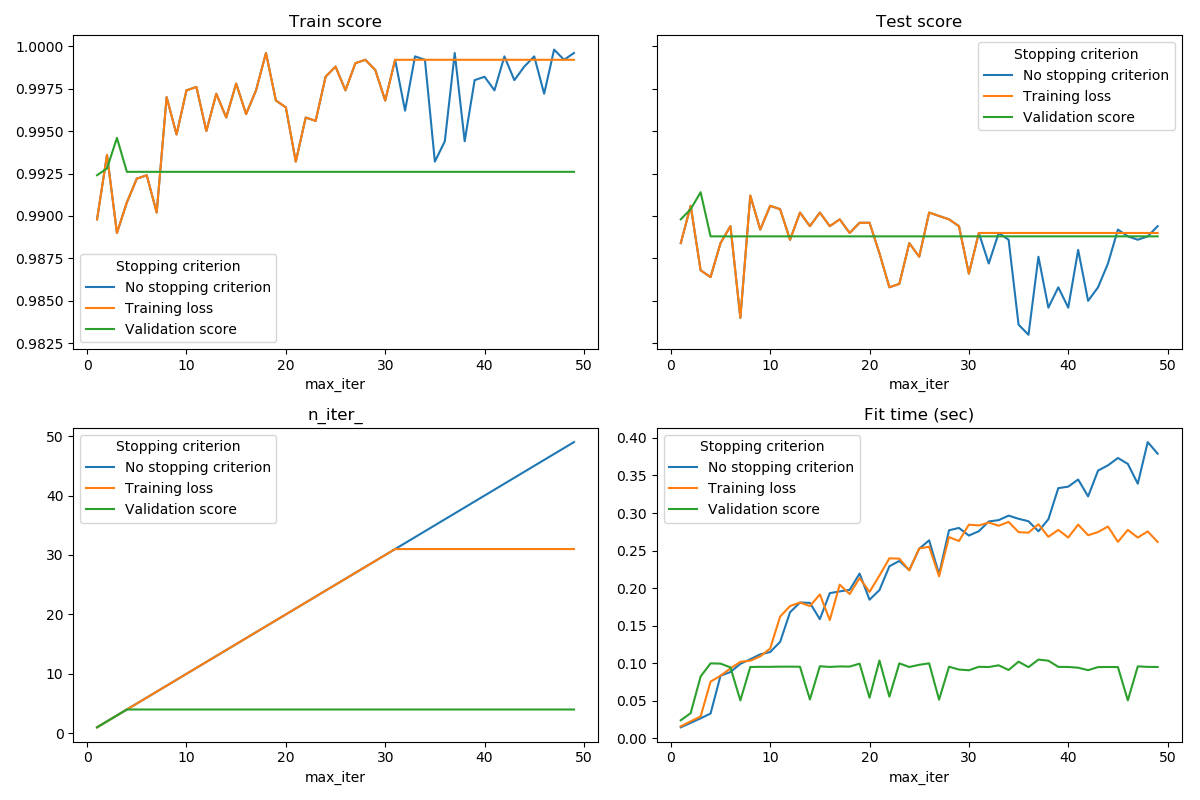 Train score
1.0000
0.9975
0.9950
0.9925
0.9900
0.9875
0.9850
0.9825
Stopping criterion
No stopping criterion
Training loss
Validation score
0 10 20 30 40 50
max_iter
Test score
Stopping criterion
No stopping criterion
Training loss
Validation score
0 10 20 30 40 50
max_iter
n_iter_
50
40
30
20
10
0
Stopping criterion
No stopping criterion
Training loss
Validation score
0 10 20 30 40 50
max_iter
Fit time (sec)
0.40
0.35
0.30
0.25
0.20
0.15
0.10
0.05
0.00
Stopping criterion
No stopping criterion
Training loss
Validation score
0 10 20 30 40 50
max_iter